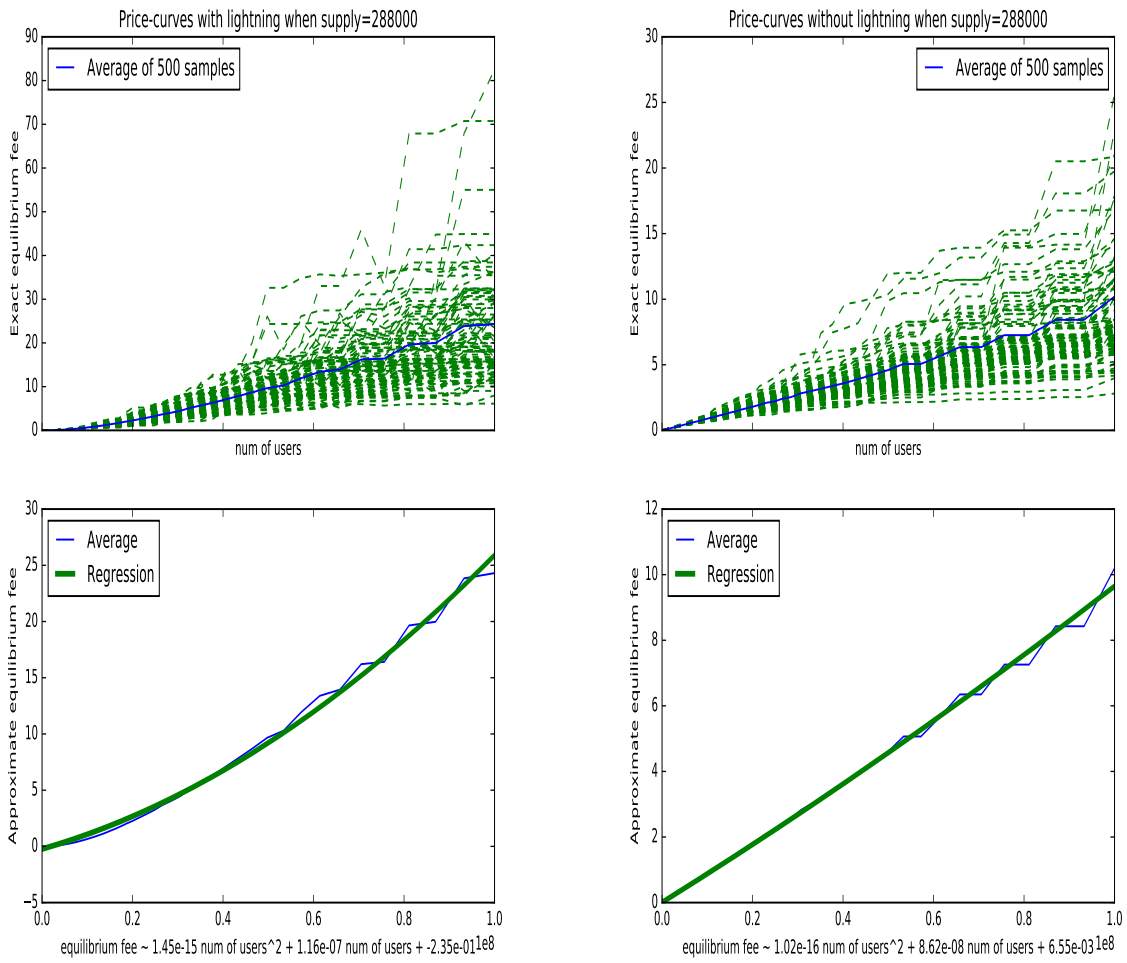 Price-curves with lightning when supply=288000
90
80
70
60
50
40
30
20
10
0
Exact equilibrium fee
Average of 500 samples
num of users
Price-curves without lightning when supply=288000
30
25
20
15
10
5
0
Exact equilibrium fee
Average of 500 samples
num of users
30
25
20
15
10
5
0
−5
Approximate equilibrium fee
Average
Regression
0.0 0.2 0.4 0.6 0.8 1.0
1e8
equilibrium fee ~ 1.45e-15 num of users^2 + 1.16e-07 num of users + -2.35e-01
12
10
8
6
4
2
0
Approximate equilibrium fee
Average
Regression
0.0 0.2 0.4 0.6 0.8 1.0
1e8
equilibrium fee ~ 1.02e-16 num of users^2 + 8.62e-08 num of users + 6.55e-03